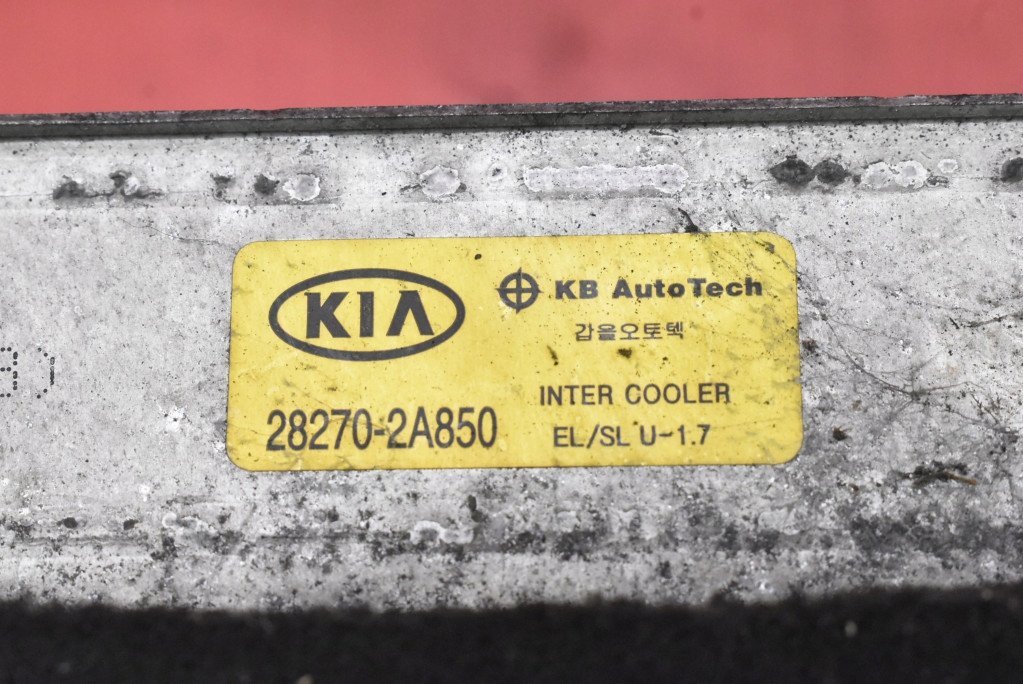 KIA
KB AutoTech
갑을오토텍
28270-2A850
INTER COOLER
EL/SL U-1.7